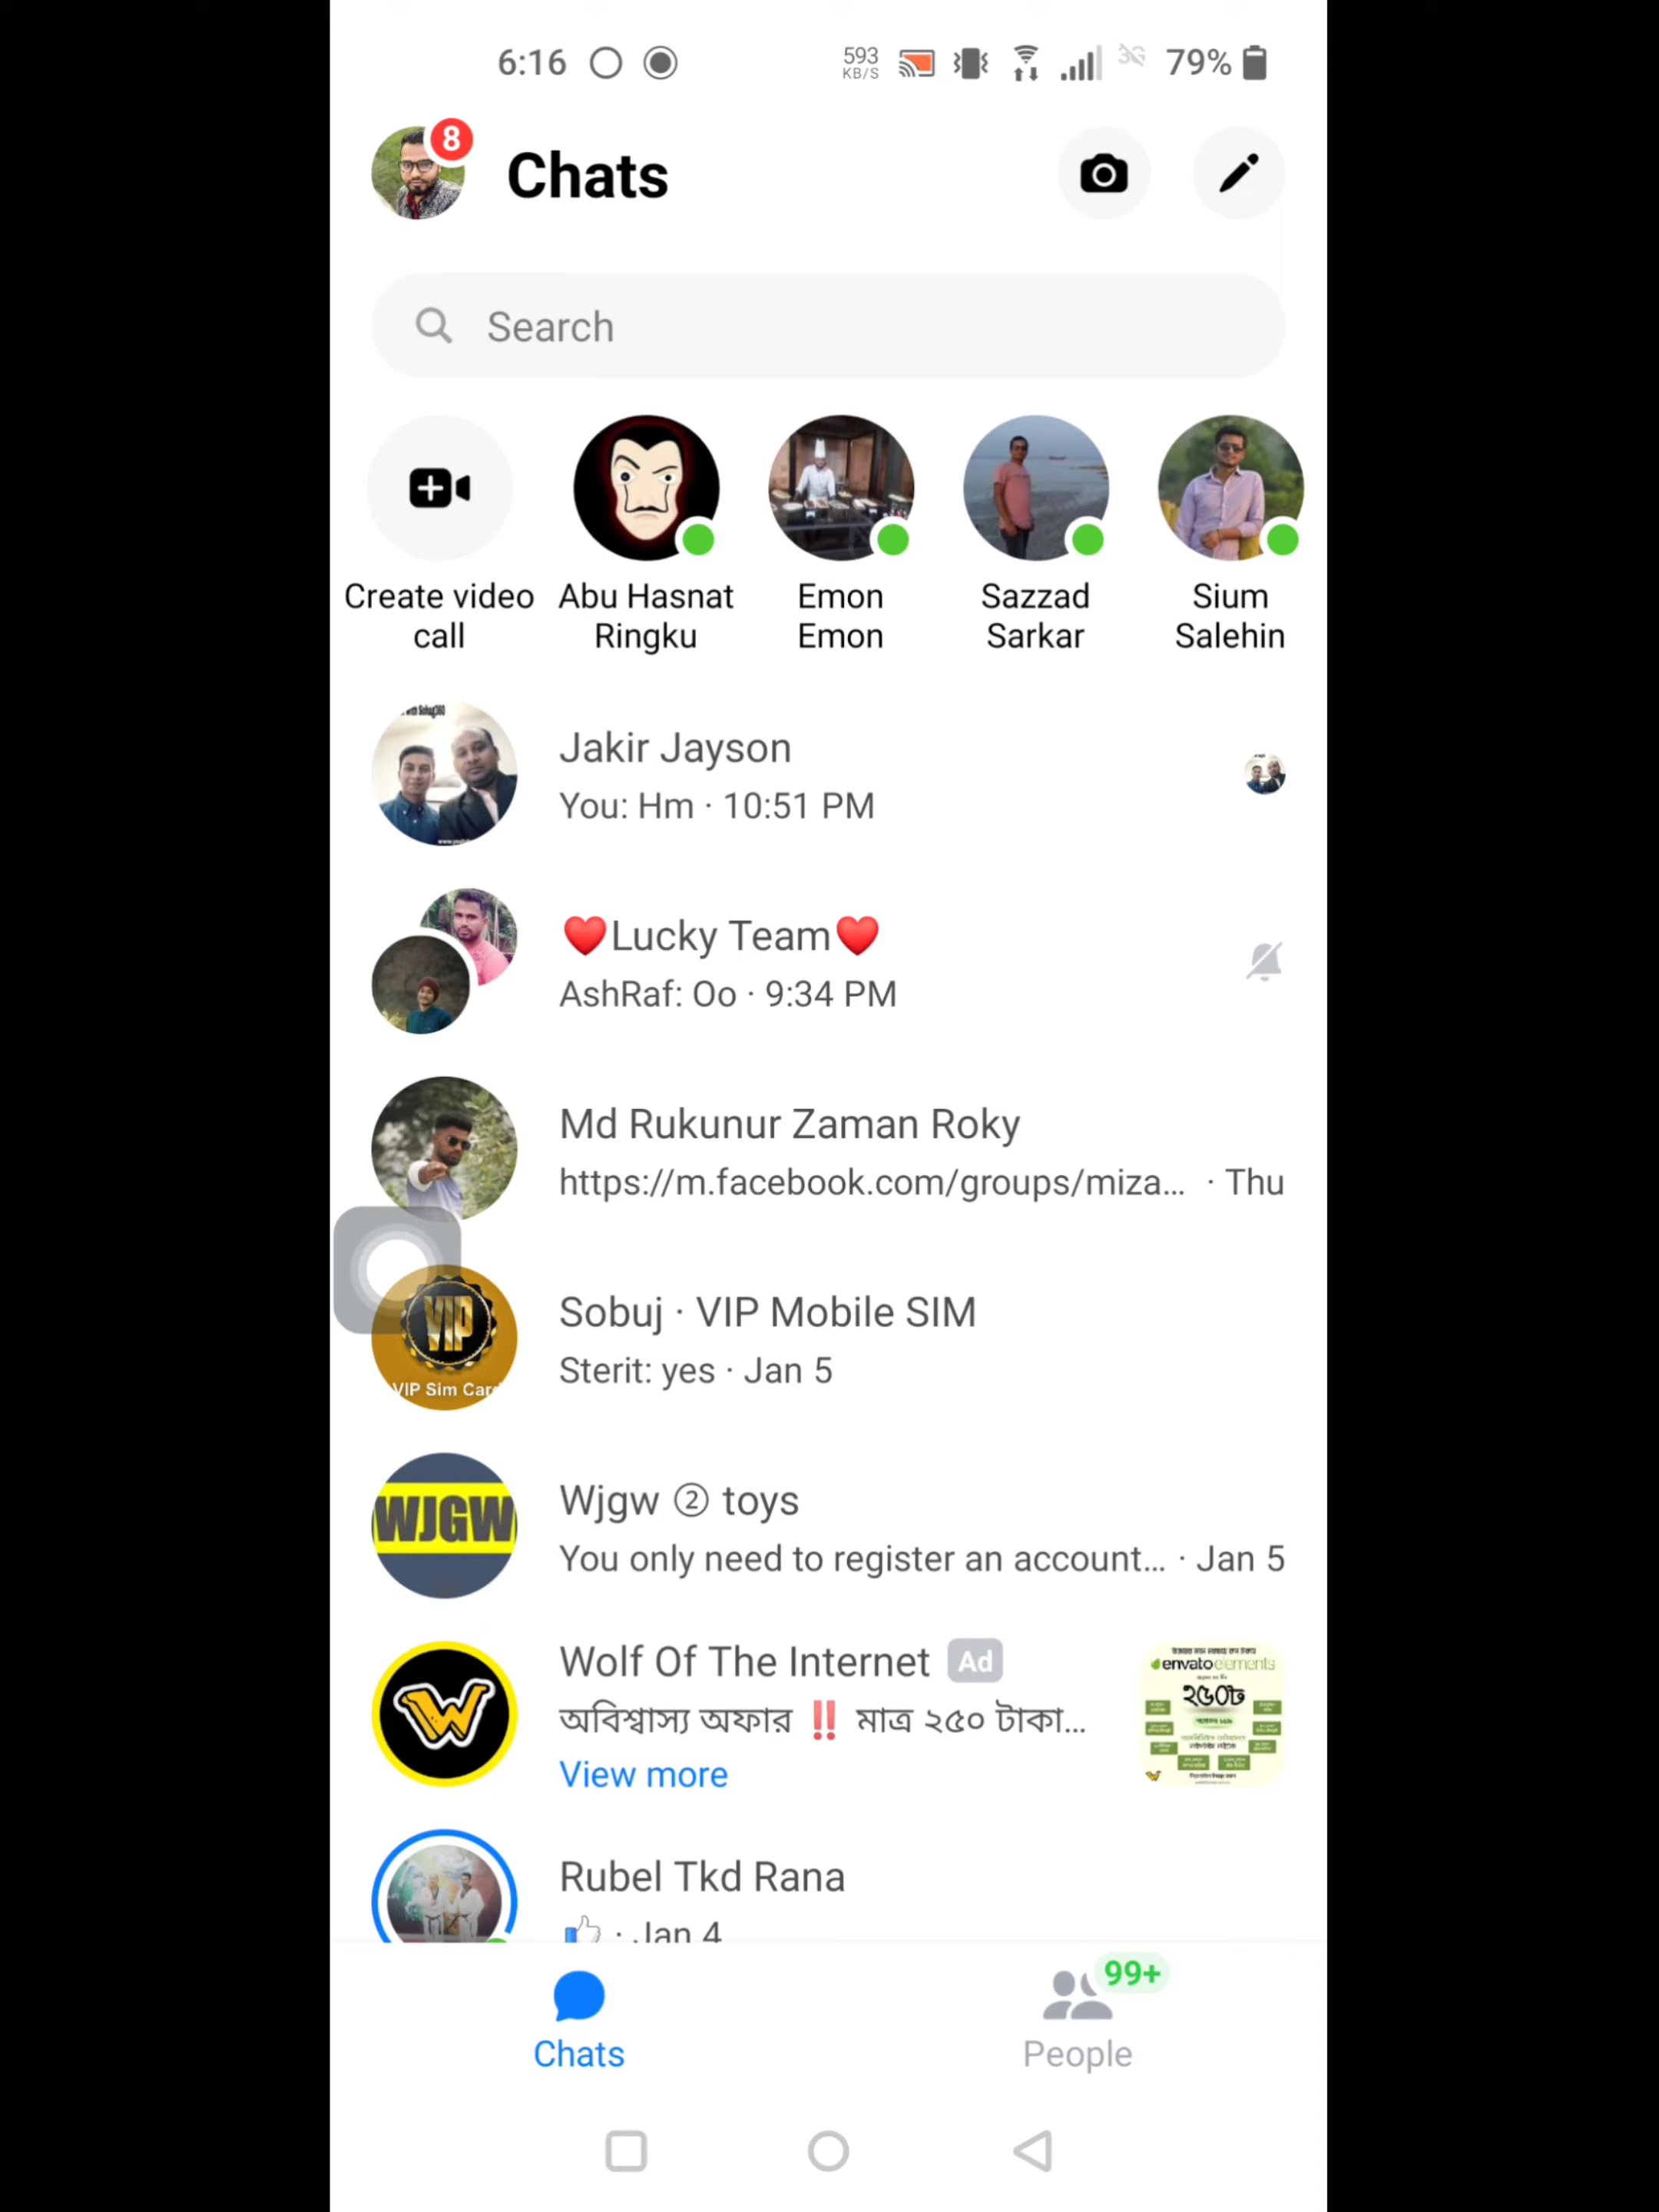 6:16 593 KB/S 3G 79%
8
Chats
Search
Create video call
Abu Hasnat Ringku
Emon Emon
Sazzad Sarkar
Sium Salehin
Jakir Jayson
You: Hm · 10:51 PM
❤️Lucky Team❤️
AshRaf: Oo · 9:34 PM
Md Rukunur Zaman Roky
https://m.facebook.com/groups/miza... · Thu
VIP
VIP Sim Car
Sobuj · VIP Mobile SIM
Sterit: yes · Jan 5
WJGW
Wjgw ② toys
You only need to register an account... · Jan 5
W
Wolf Of The Internet Ad
অবিশ্বাস্য অফার ‼️ মাত্র ২৫০ টাকা...
View more
envatoelements
২৫০৳
Rubel Tkd Rana
👍 · Jan 4
99+
Chats
People